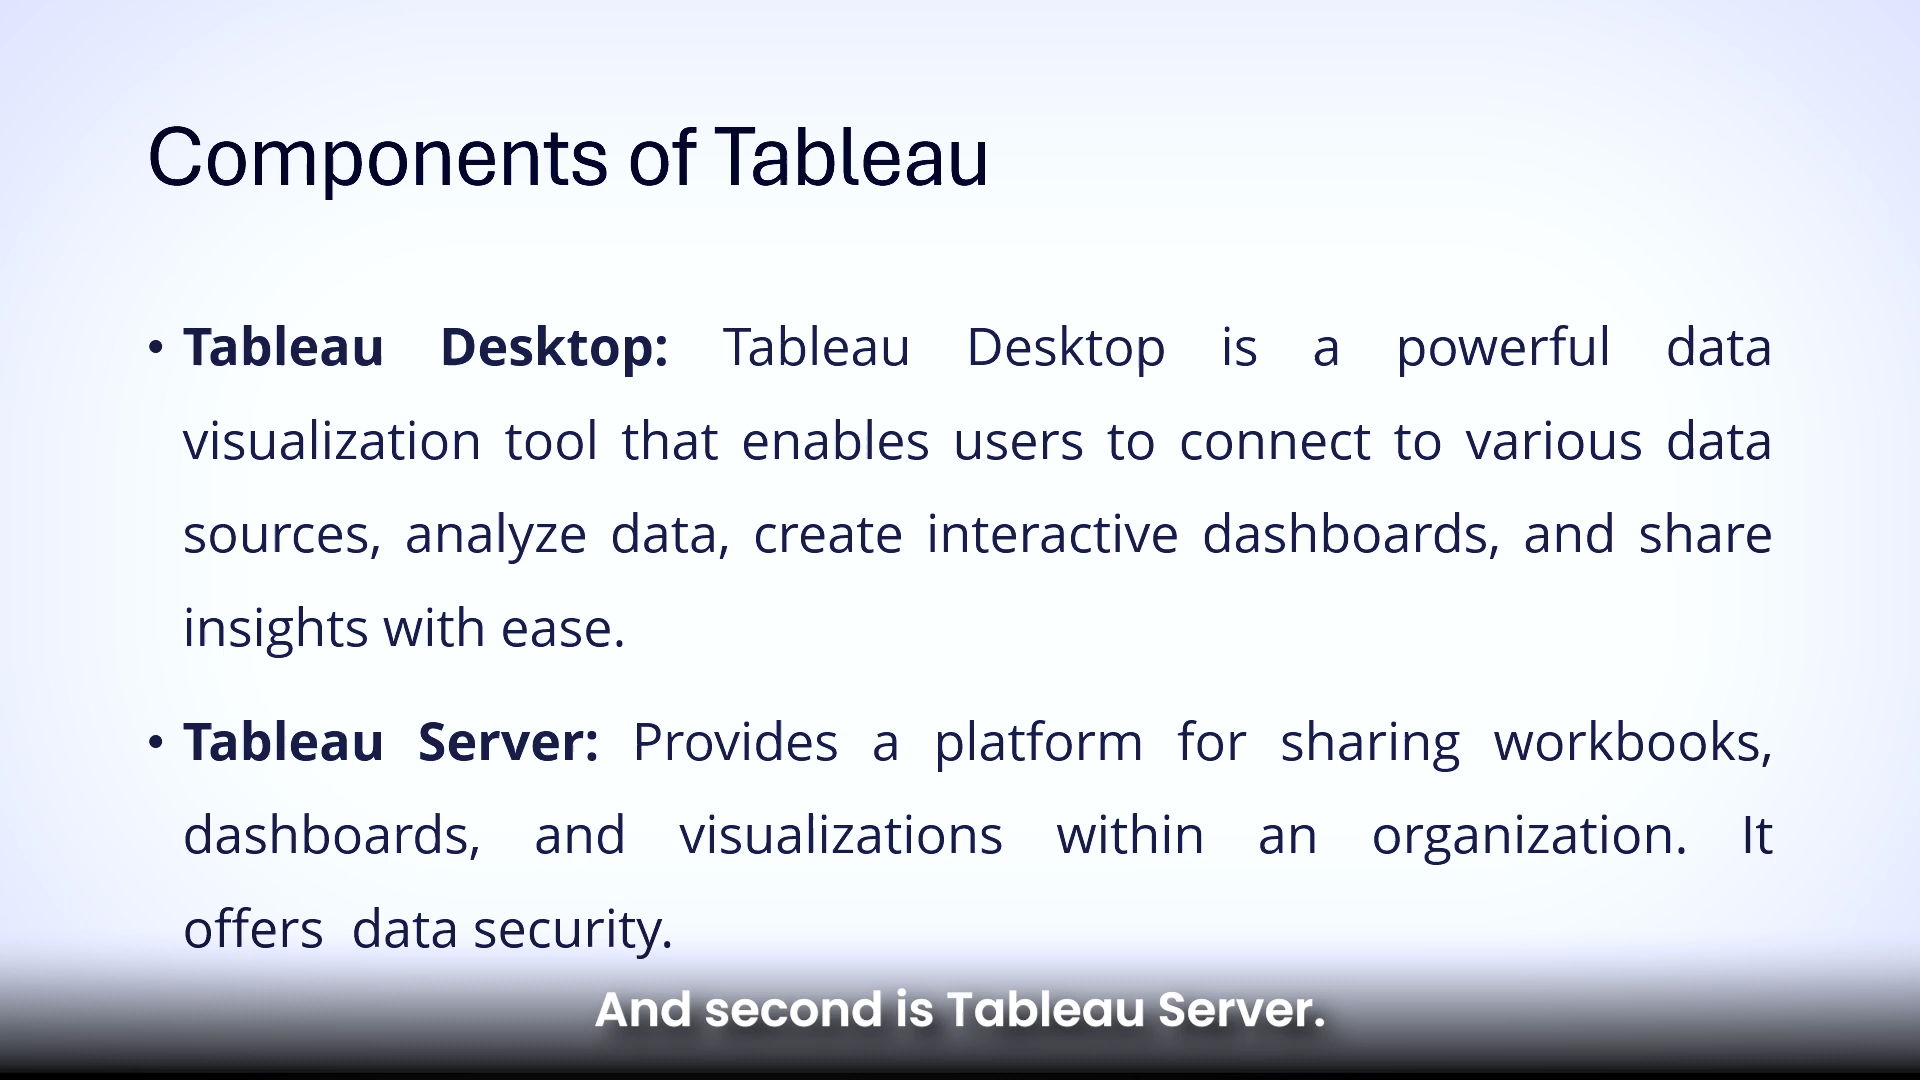 Components of Tableau
• Tableau Desktop: Tableau Desktop is a powerful data
visualization tool that enables users to connect to various data
sources, analyze data, create interactive dashboards, and share
insights with ease.
• Tableau Server: Provides a platform for sharing workbooks,
dashboards, and visualizations within an organization. It
offers  data security.
And second is Tableau Server.